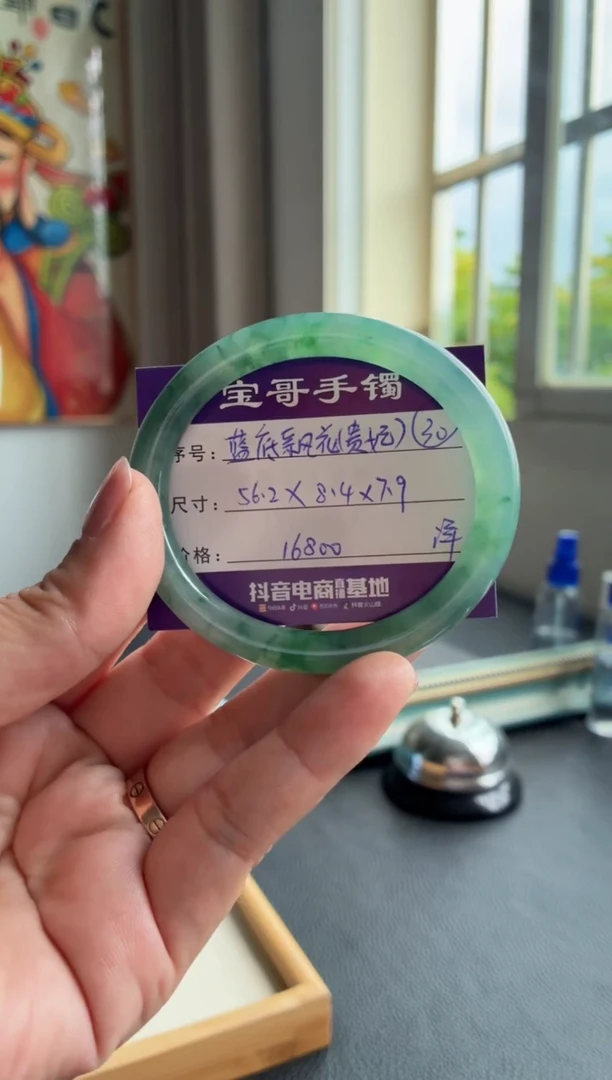 宝哥手镯
序号：蓝底飘花(贵妃)(30)
尺寸：56.2×8.4×7.9
价格：16800 泽
抖音电商直播基地